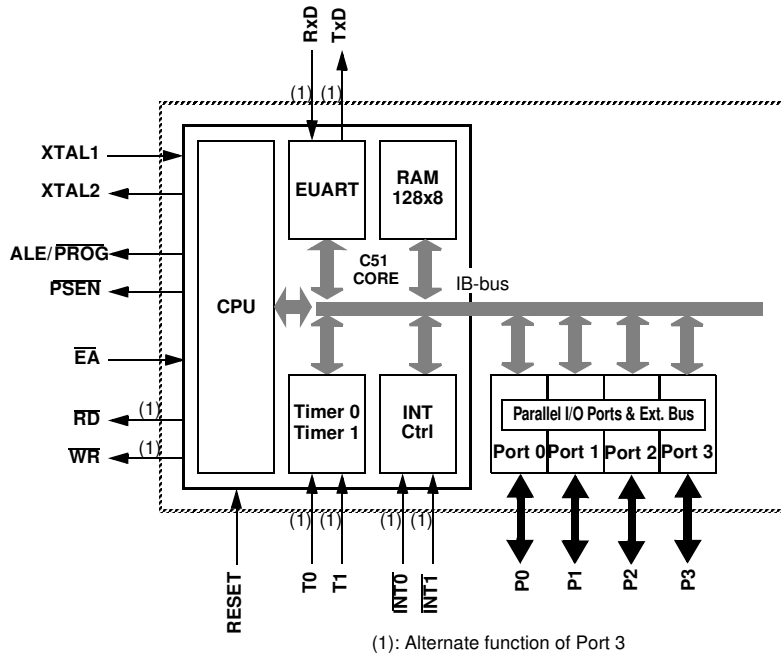 RxD
TxD
(1) (1)
XTAL1
XTAL2
ALE/PROG
PSEN
EA
RD (1)
WR (1)
CPU
EUART
RAM
128x8
C51
CORE
IB-bus
Timer 0
Timer 1
INT
Ctrl
Parallel I/O Ports & Ext. Bus
Port 0 Port 1 Port 2 Port 3
(1) (1) (1) (1)
RESET
T0
T1
INT0
INT1
P0
P1
P2
P3
(1): Alternate function of Port 3